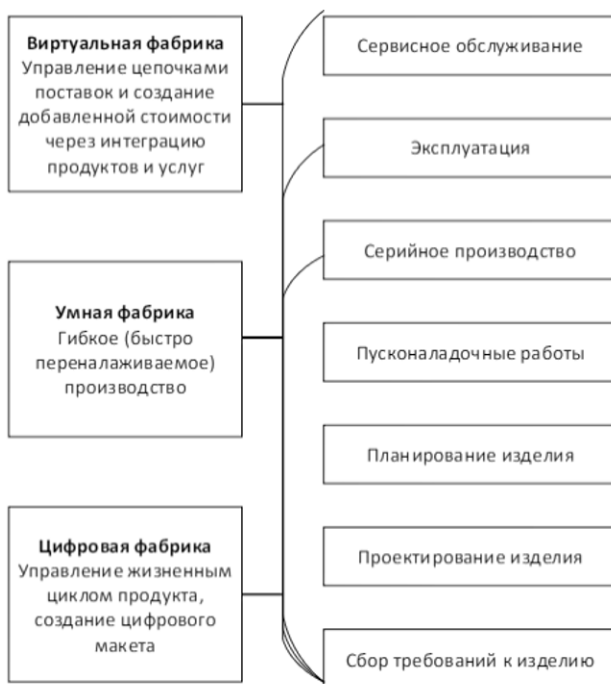 Виртуальная фабрика
Управление цепочками
поставок и создание
добавленной стоимости
через интеграцию
продуктов и услуг
Умная фабрика
Гибкое (быстро
переналаживаемое)
производство
Цифровая фабрика
Управление жизненным
циклом продукта,
создание цифрового
макета
Сервисное обслуживание
Эксплуатация
Серийное производство
Пусконаладочные работы
Планирование изделия
Проектирование изделия
Сбор требований к изделию